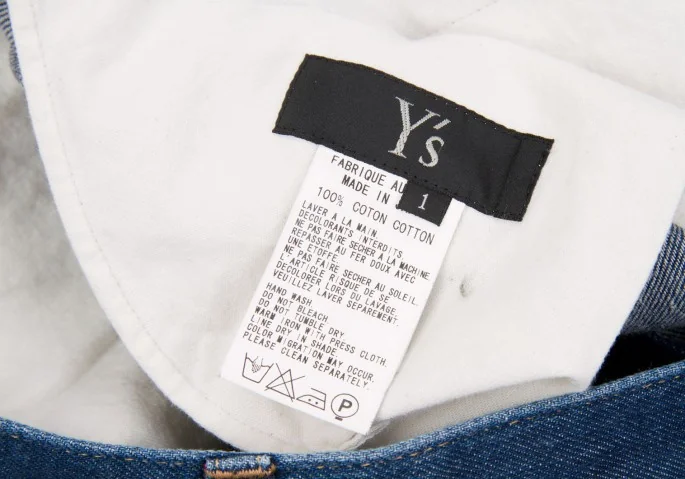 Y's
1
FABRIQUE AU
MADE IN
100% COTON COTTON
LAVER A LA MAIN
DECOLORANTS INTERDITS
NE PAS FAIRE SECHER A LA MACHINE
REPASSER AU FER DOUX AVEC
UNE ETOFFE.
NE PAS FAIRE SECHER AU SOLEIL.
L'ARTICLE RISQUE DE SE
DECOLORER LORS DU LAVAGE.
VEUILLEZ LAVER SEPAREMENT.
HAND WASH
DO NOT BLEACH
DO NOT TUMBLE DRY
WARM IRON WITH PRESS CLOTH.
LINE DRY IN SHADE.
COLOR MIGRATION MAY OCCUR.
PLEASE CLEAN SEPARATELY.
P